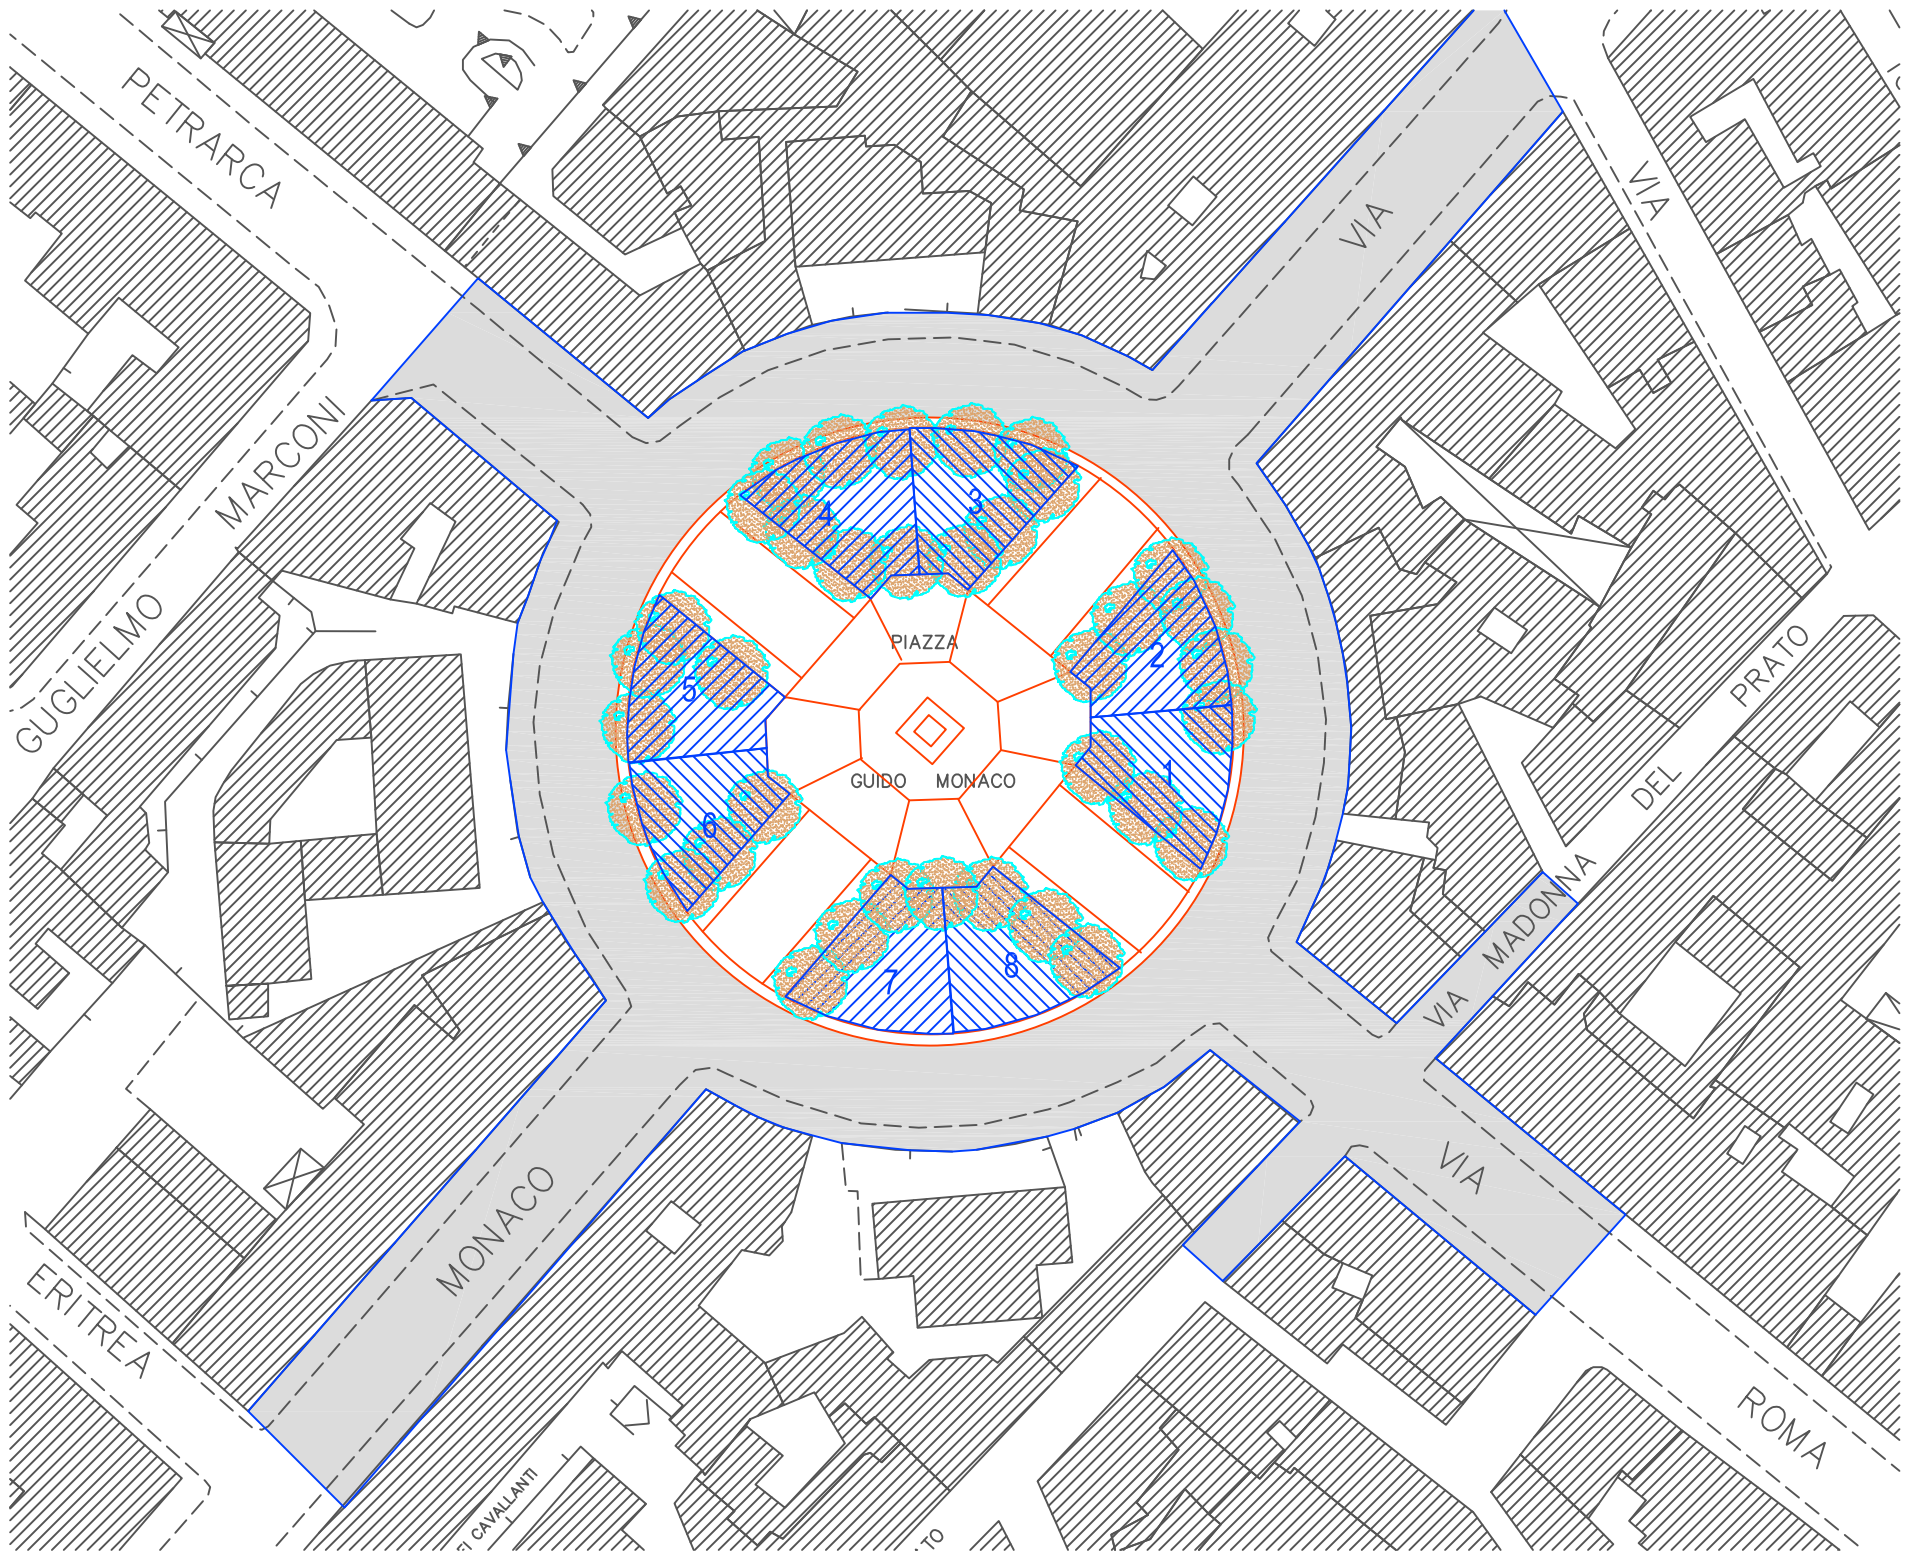 PETRARCA
VIA
VIA
GUGLIELMO MARCONI
4
3
5
2
PIAZZA
GUIDO MONACO
1
6
7
8
VIA MADONNA DEL PRATO
VIA
ROMA
MONACO
ERITREA
CAVALLANTI